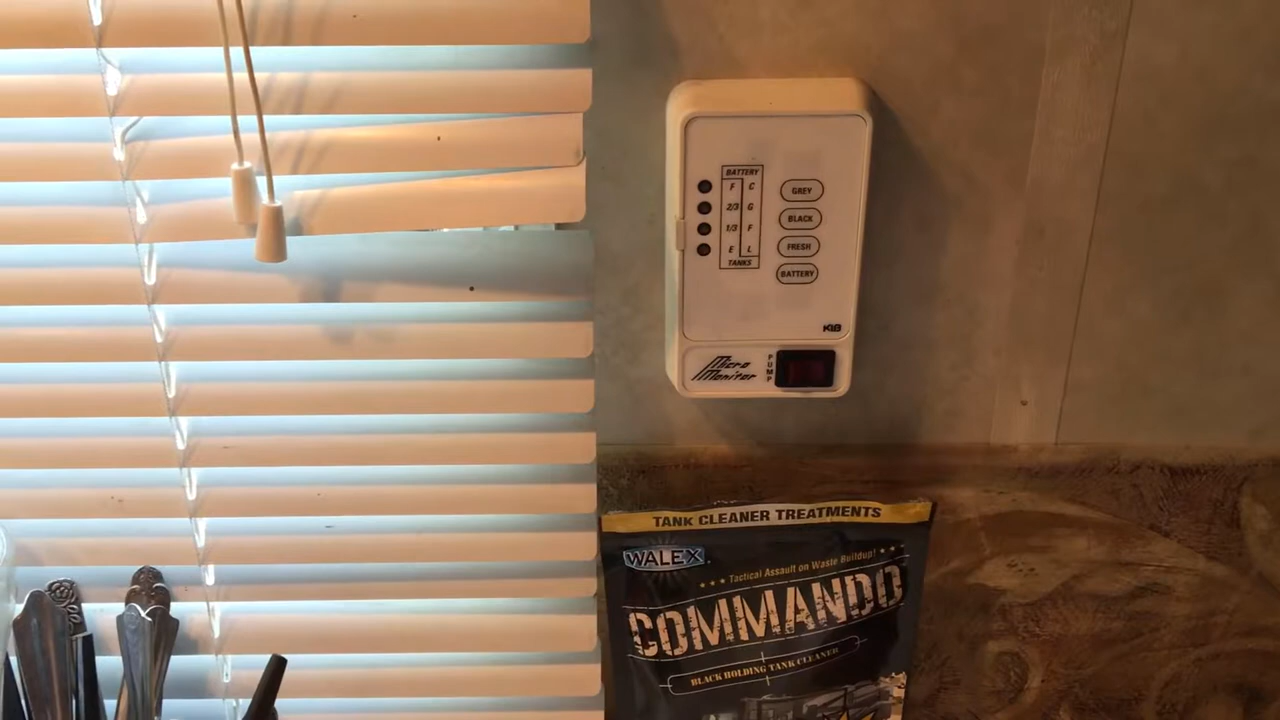 BATTERY
F C
2/3 G
1/3 F
E L
TANKS
GREY
BLACK
FRESH
BATTERY
KIB
Micro
Monitor
PUMP
TANK CLEANER TREATMENTS
WALEX
Tactical Assault on Waste Buildup!
COMMANDO
BLACK HOLDING TANK CLEANER